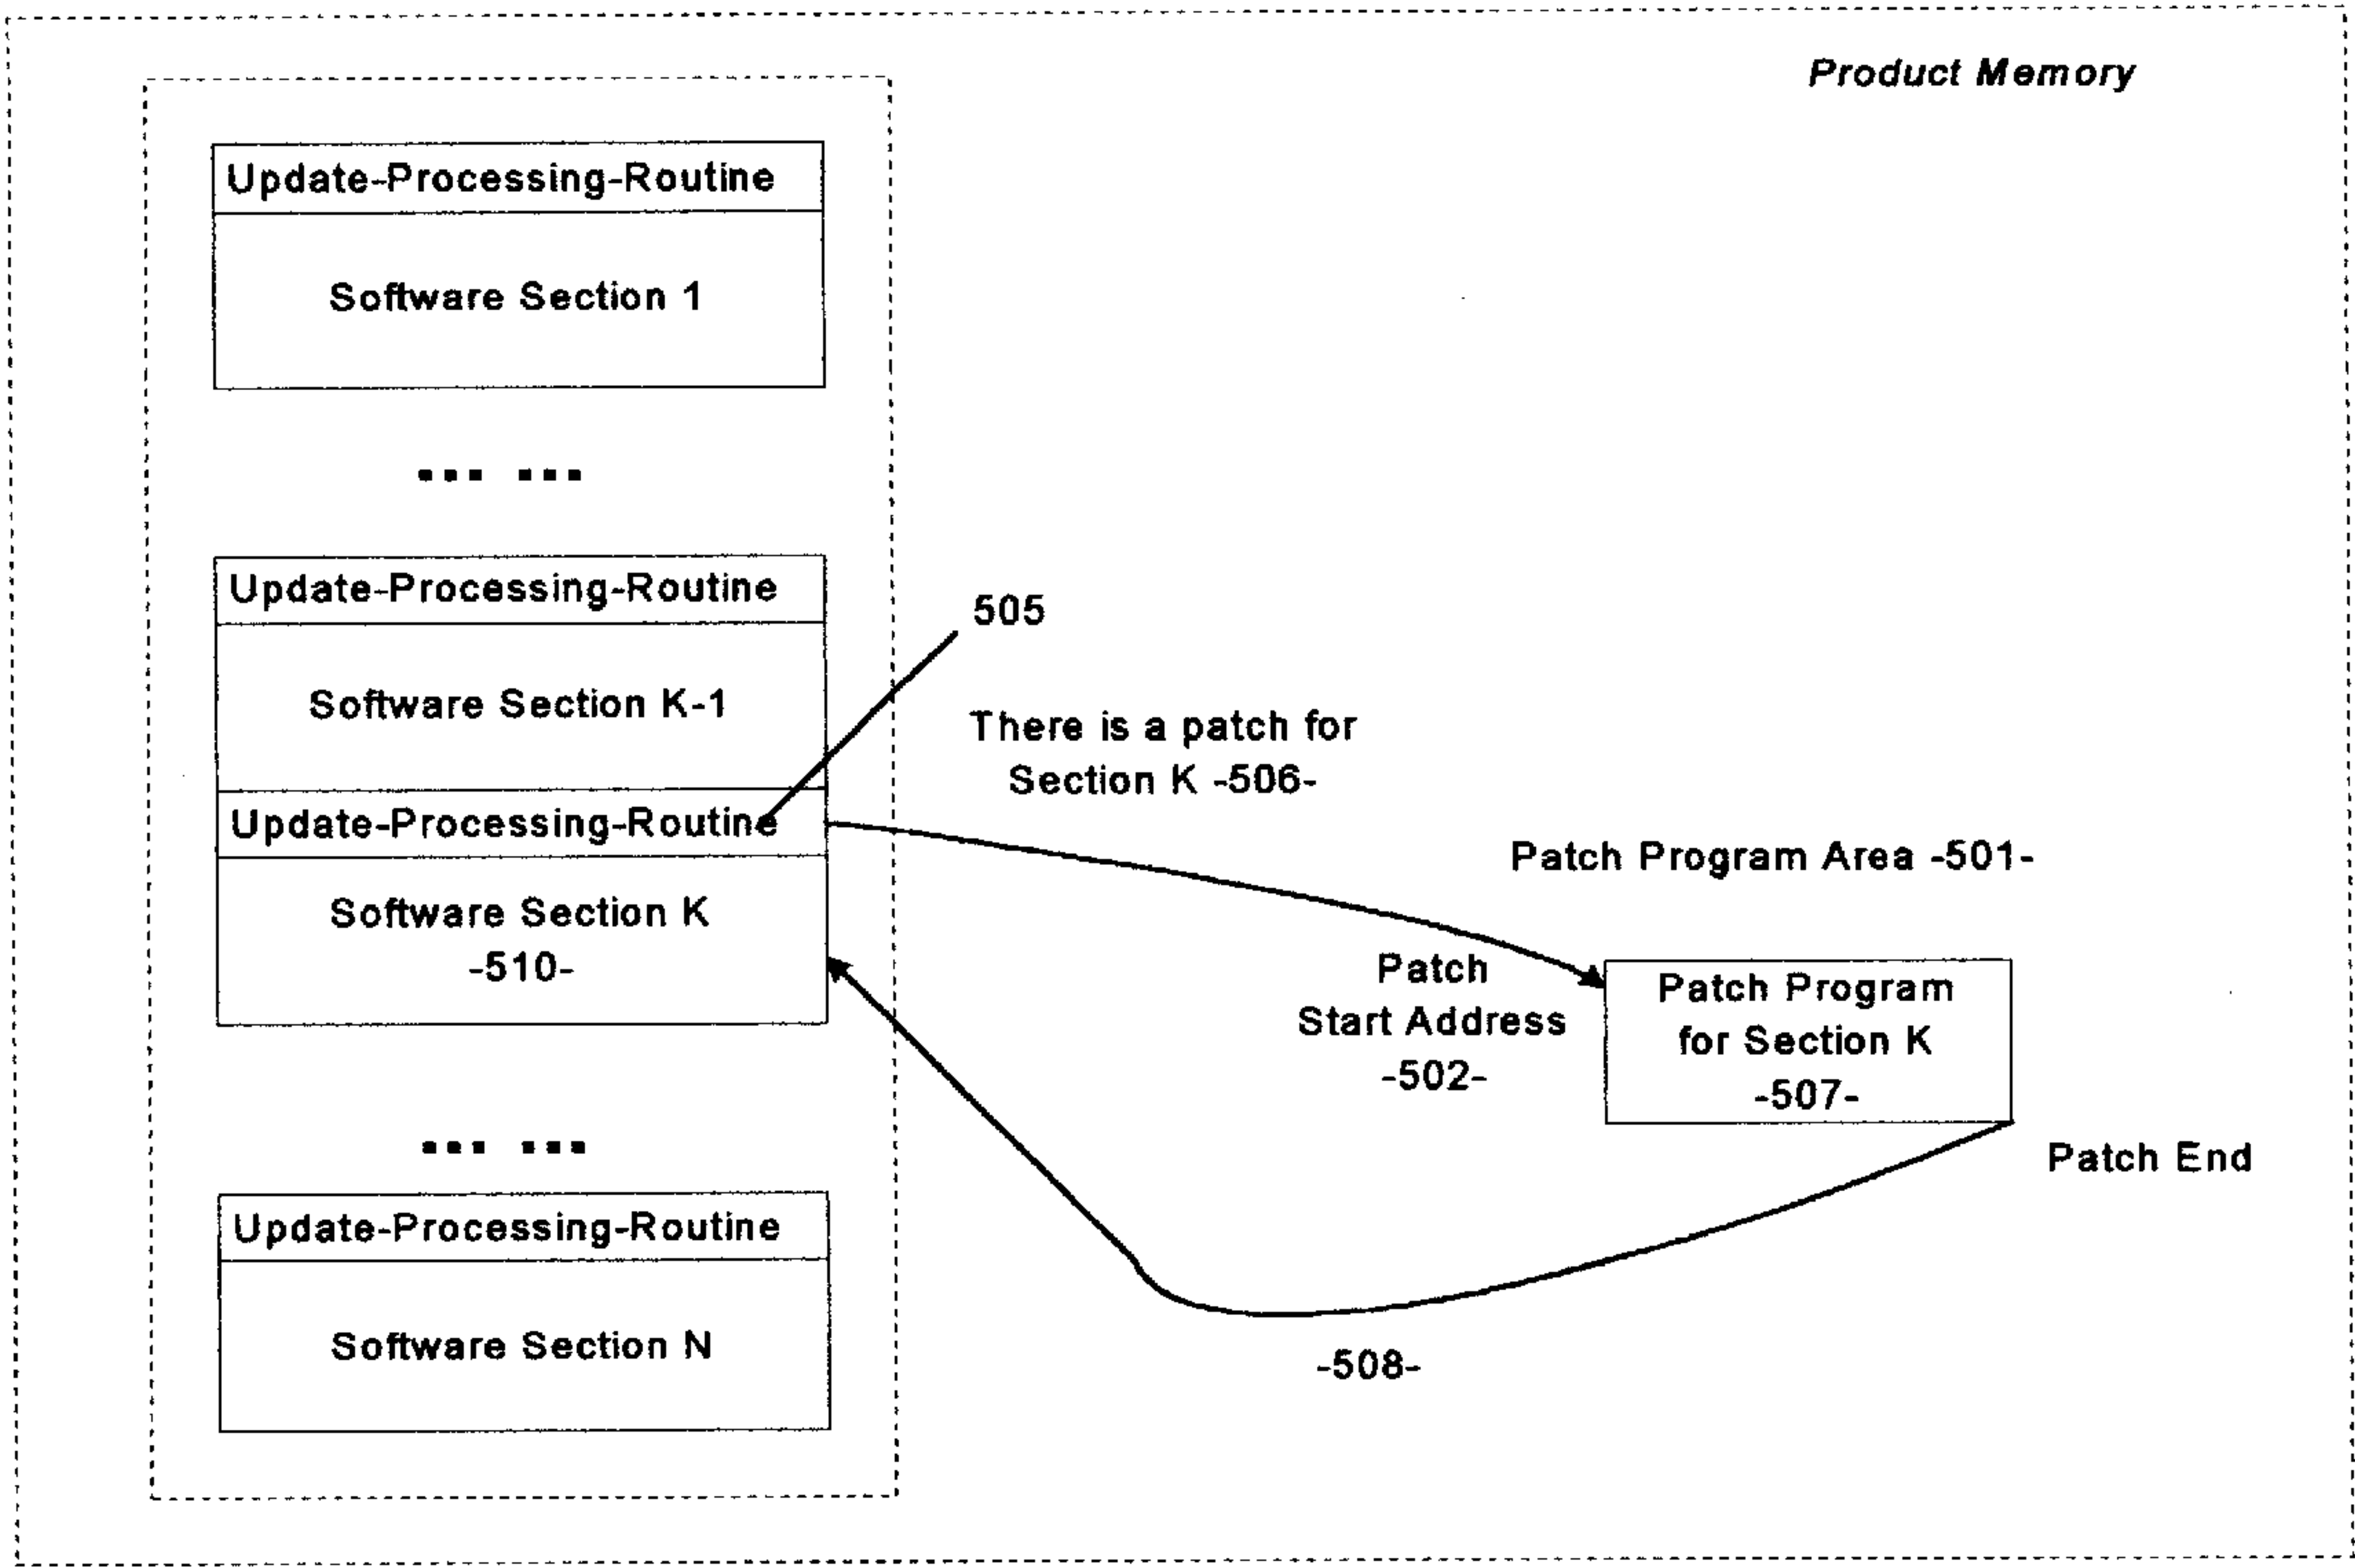 Product Memory
Update-Processing-Routine
Software Section 1
... ...
Update-Processing-Routine
Software Section K-1
505
There is a patch for
Section K -506-
Update-Processing-Routine
Software Section K
-510-
Patch Program Area -501-
Patch
Start Address
-502-
Patch Program
for Section K
-507-
Patch End
... ...
Update-Processing-Routine
Software Section N
-508-